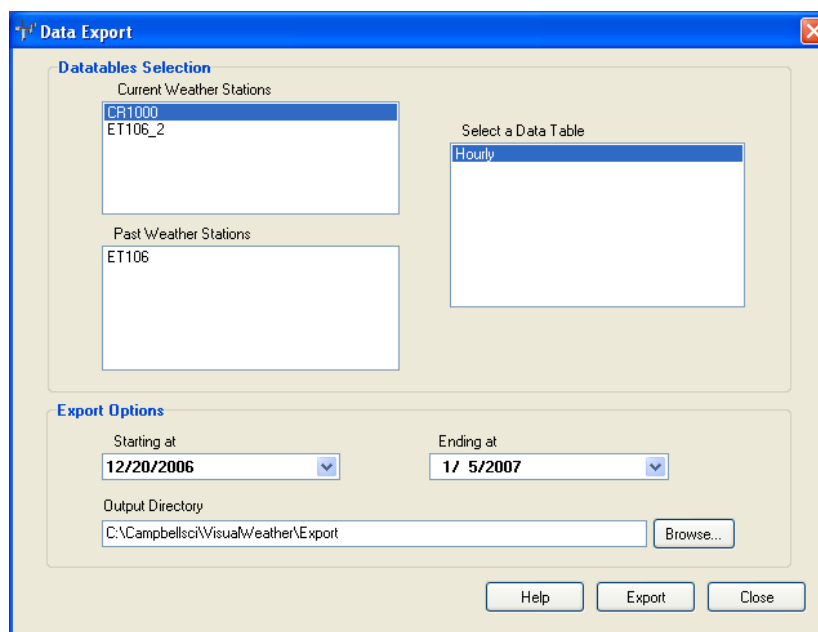 Data Export
Datatables Selection
Current Weather Stations
CR1000
ET106_2
Select a Data Table
Hourly
Past Weather Stations
ET106
Export Options
Starting at
Ending at
12/20/2006
1/ 5/2007
Output Directory
C:\Campbellsci\VisualWeather\Export
Browse...
Help
Export
Close